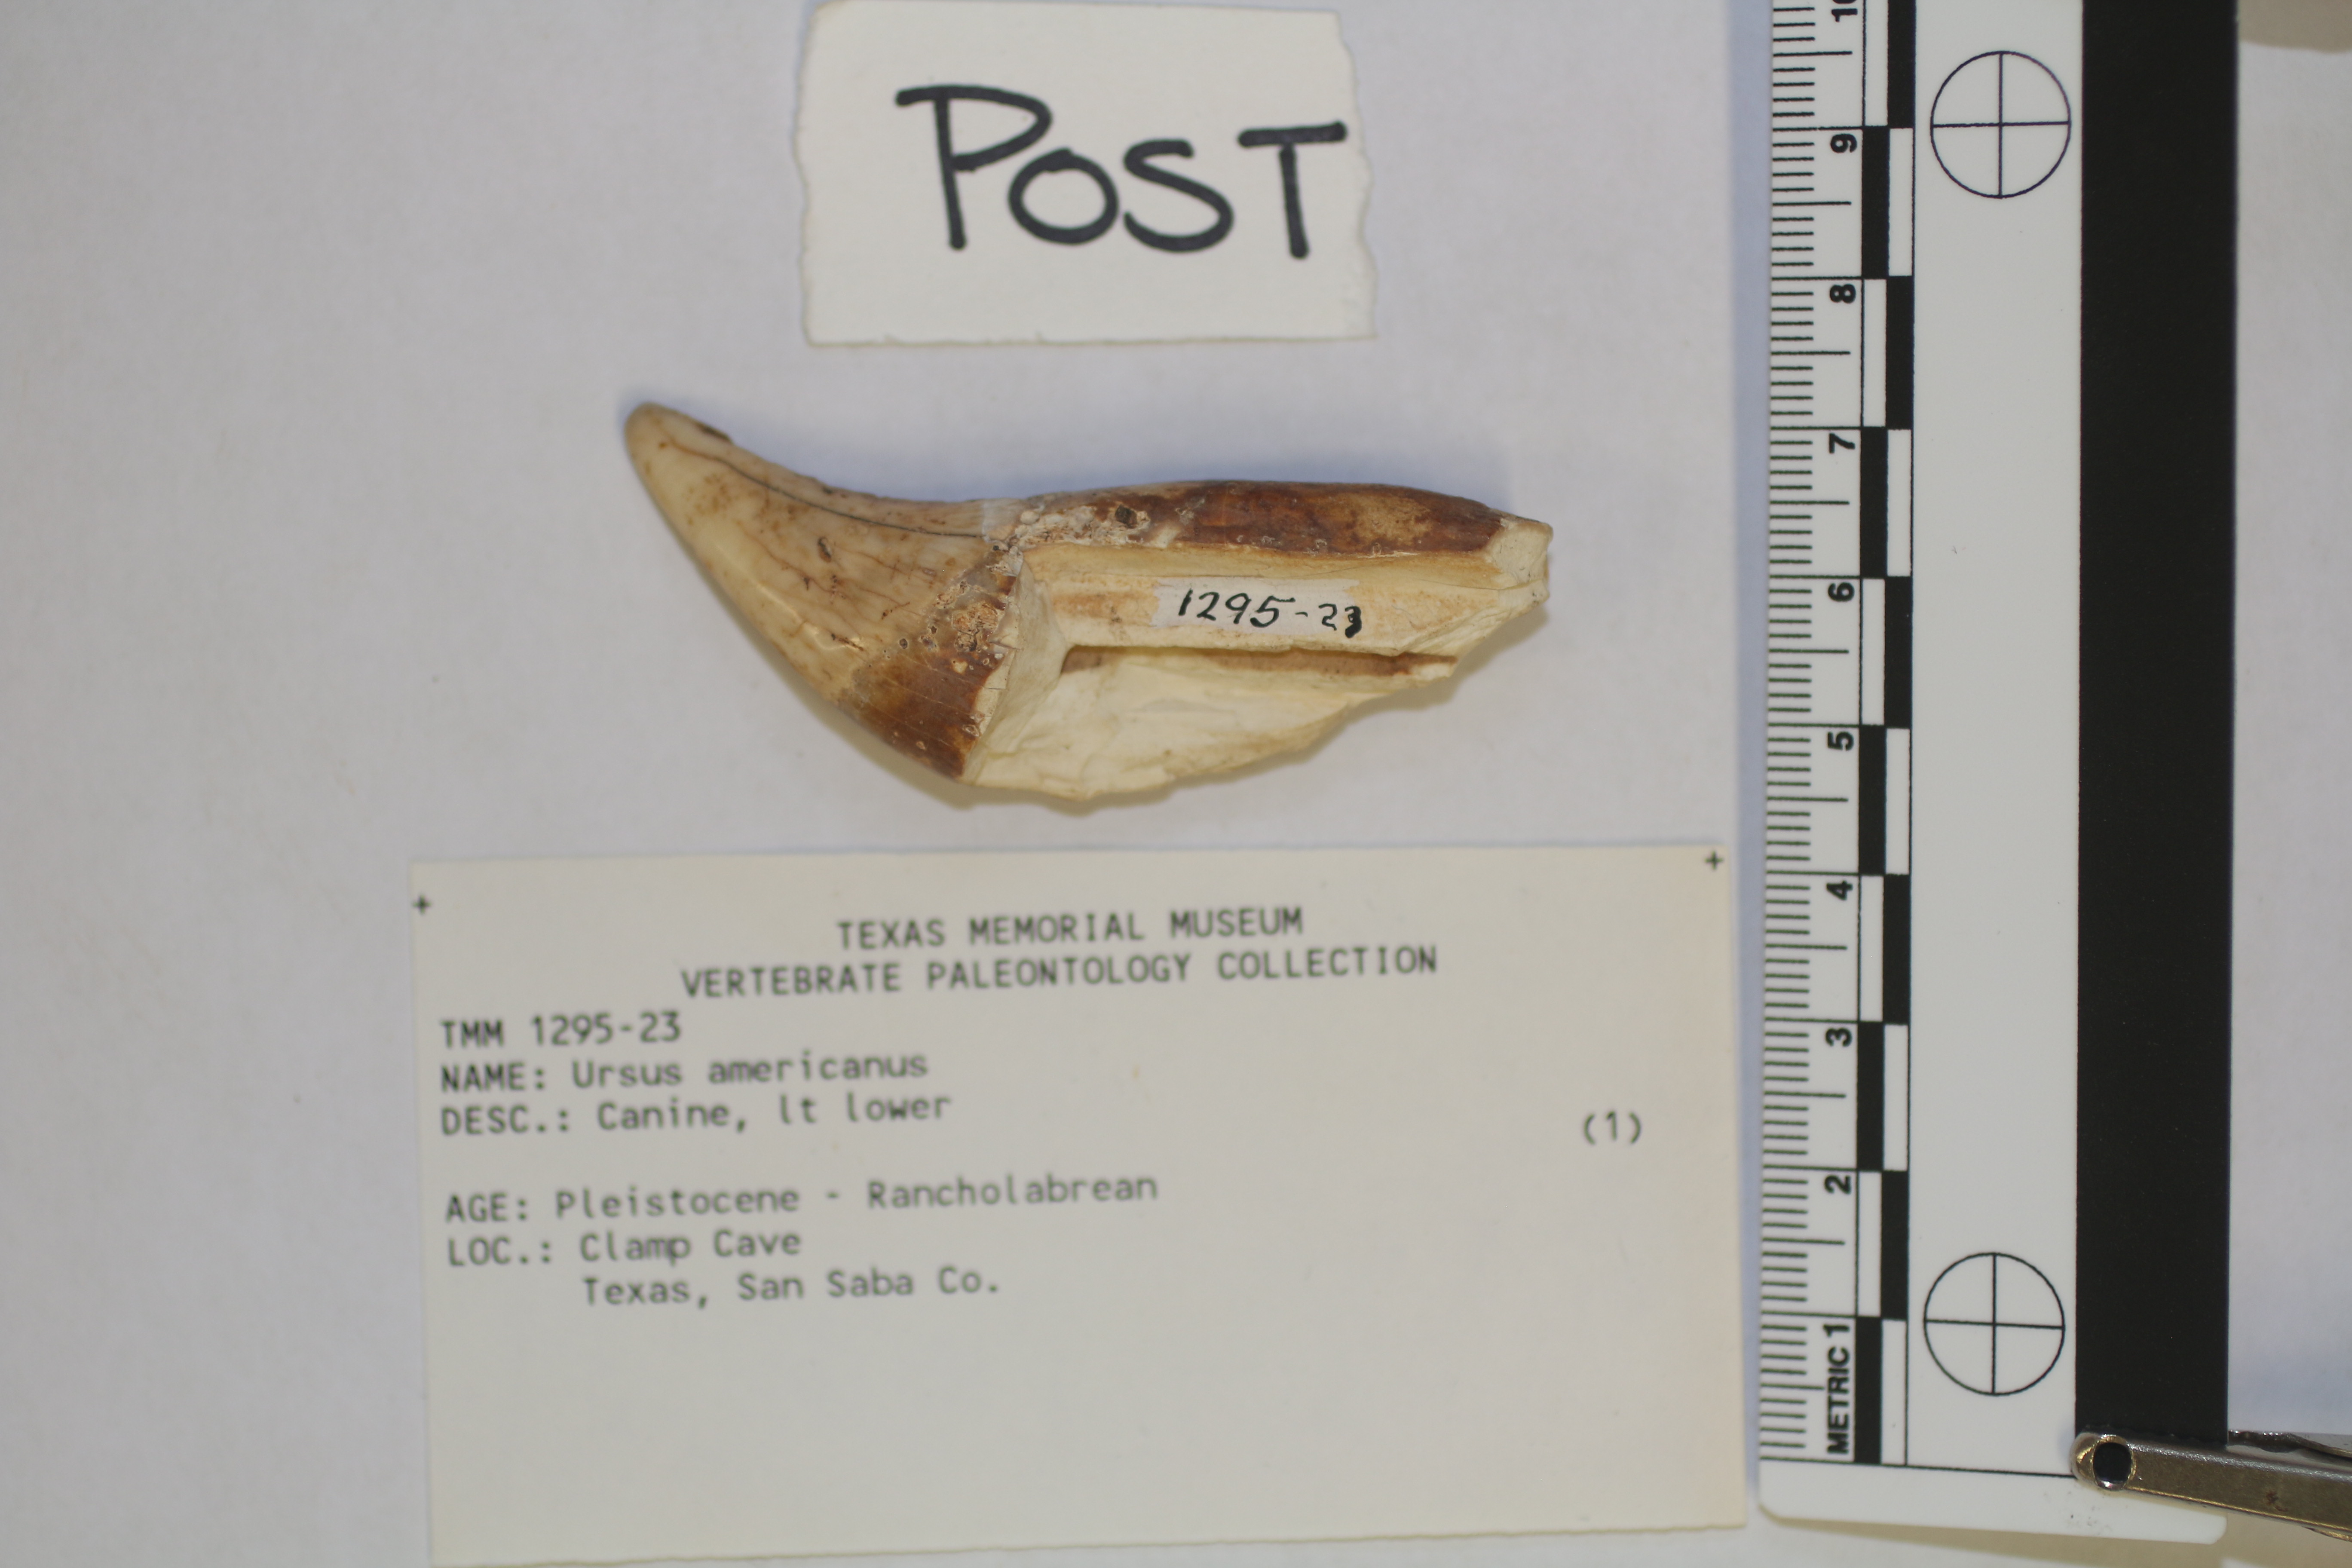 POST
1295-23
TEXAS MEMORIAL MUSEUM
VERTEBRATE PALEONTOLOGY COLLECTION
TMM 1295-23
NAME: Ursus americanus
DESC.: Canine, lt lower
(1)
AGE: Pleistocene - Rancholabrean
LOC.: Clamp Cave
Texas, San Saba Co.
10
9
8
7
6
5
4
3
2
METRIC 1